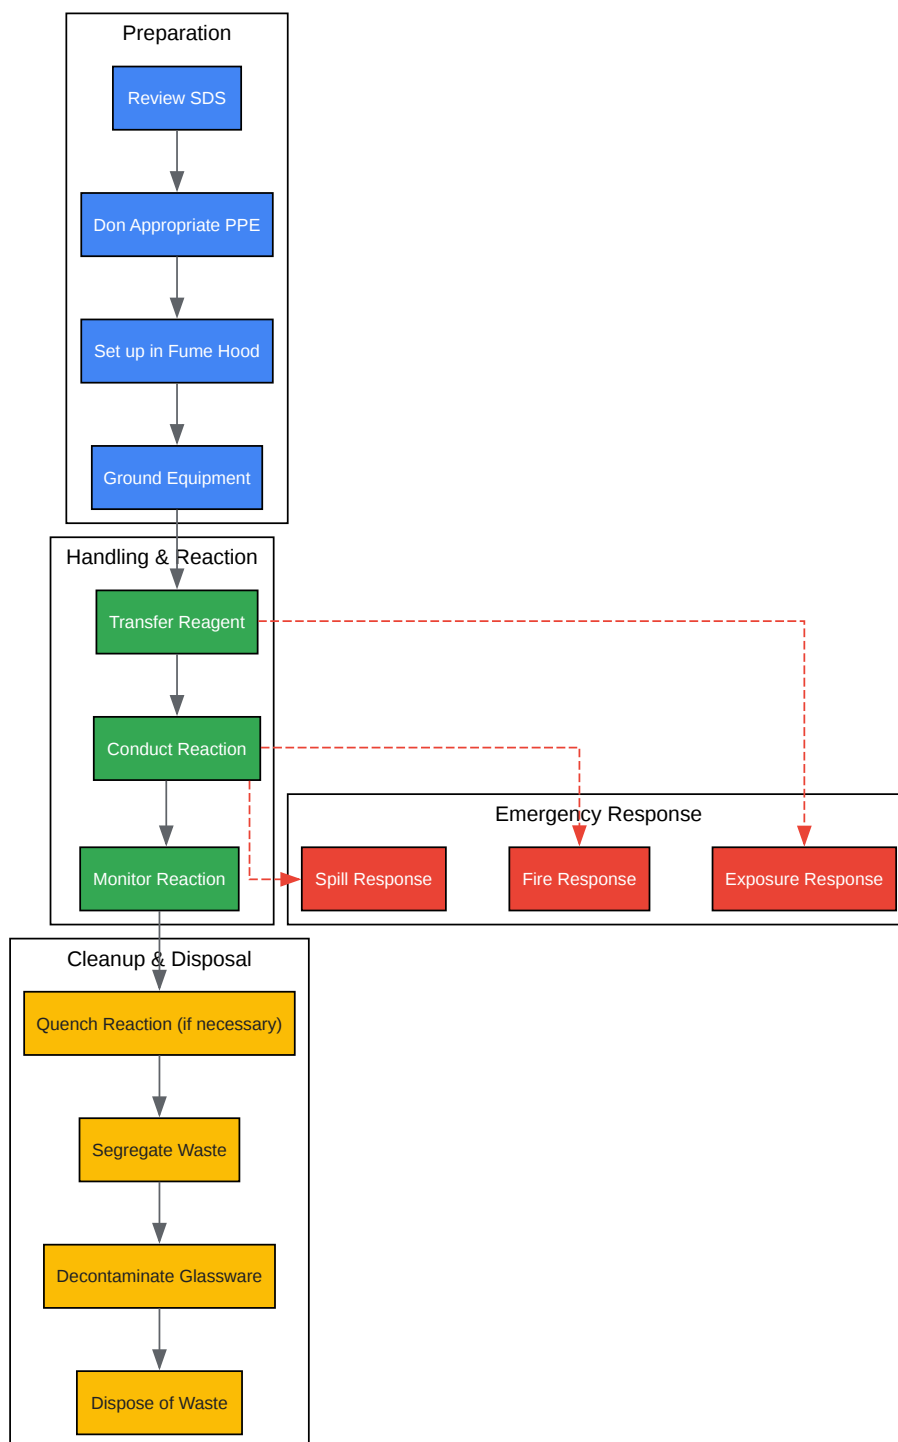 Preparation
Review SDS
Don Appropriate PPE
Set up in Fume Hood
Ground Equipment
Handling & Reaction
Transfer Reagent
Conduct Reaction
Monitor Reaction
Emergency Response
Spill Response
Fire Response
Exposure Response
Cleanup & Disposal
Quench Reaction (if necessary)
Segregate Waste
Decontaminate Glassware
Dispose of Waste